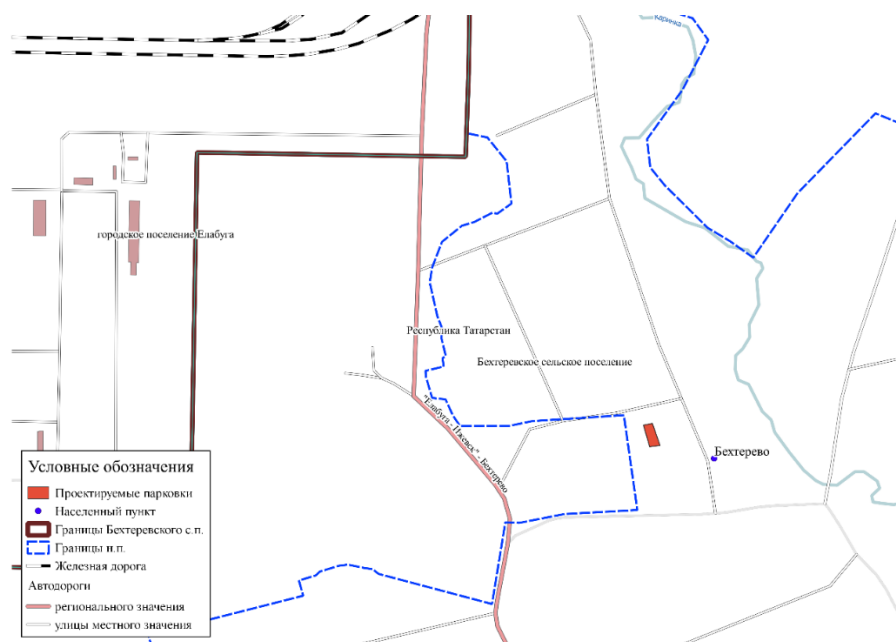 каринка
городское поселение Елабуга
Республика Татарстан
Бехтеревское сельское поселение
"Елабуга - Ижевск" - Бехтерево
Бехтерево
Условные обозначения
Проектируемые парковки
Населенный пункт
Границы Бехтеревского с.п.
Границы н.п.
Железная дорога
Автодороги
регионального значения
улицы местного значения